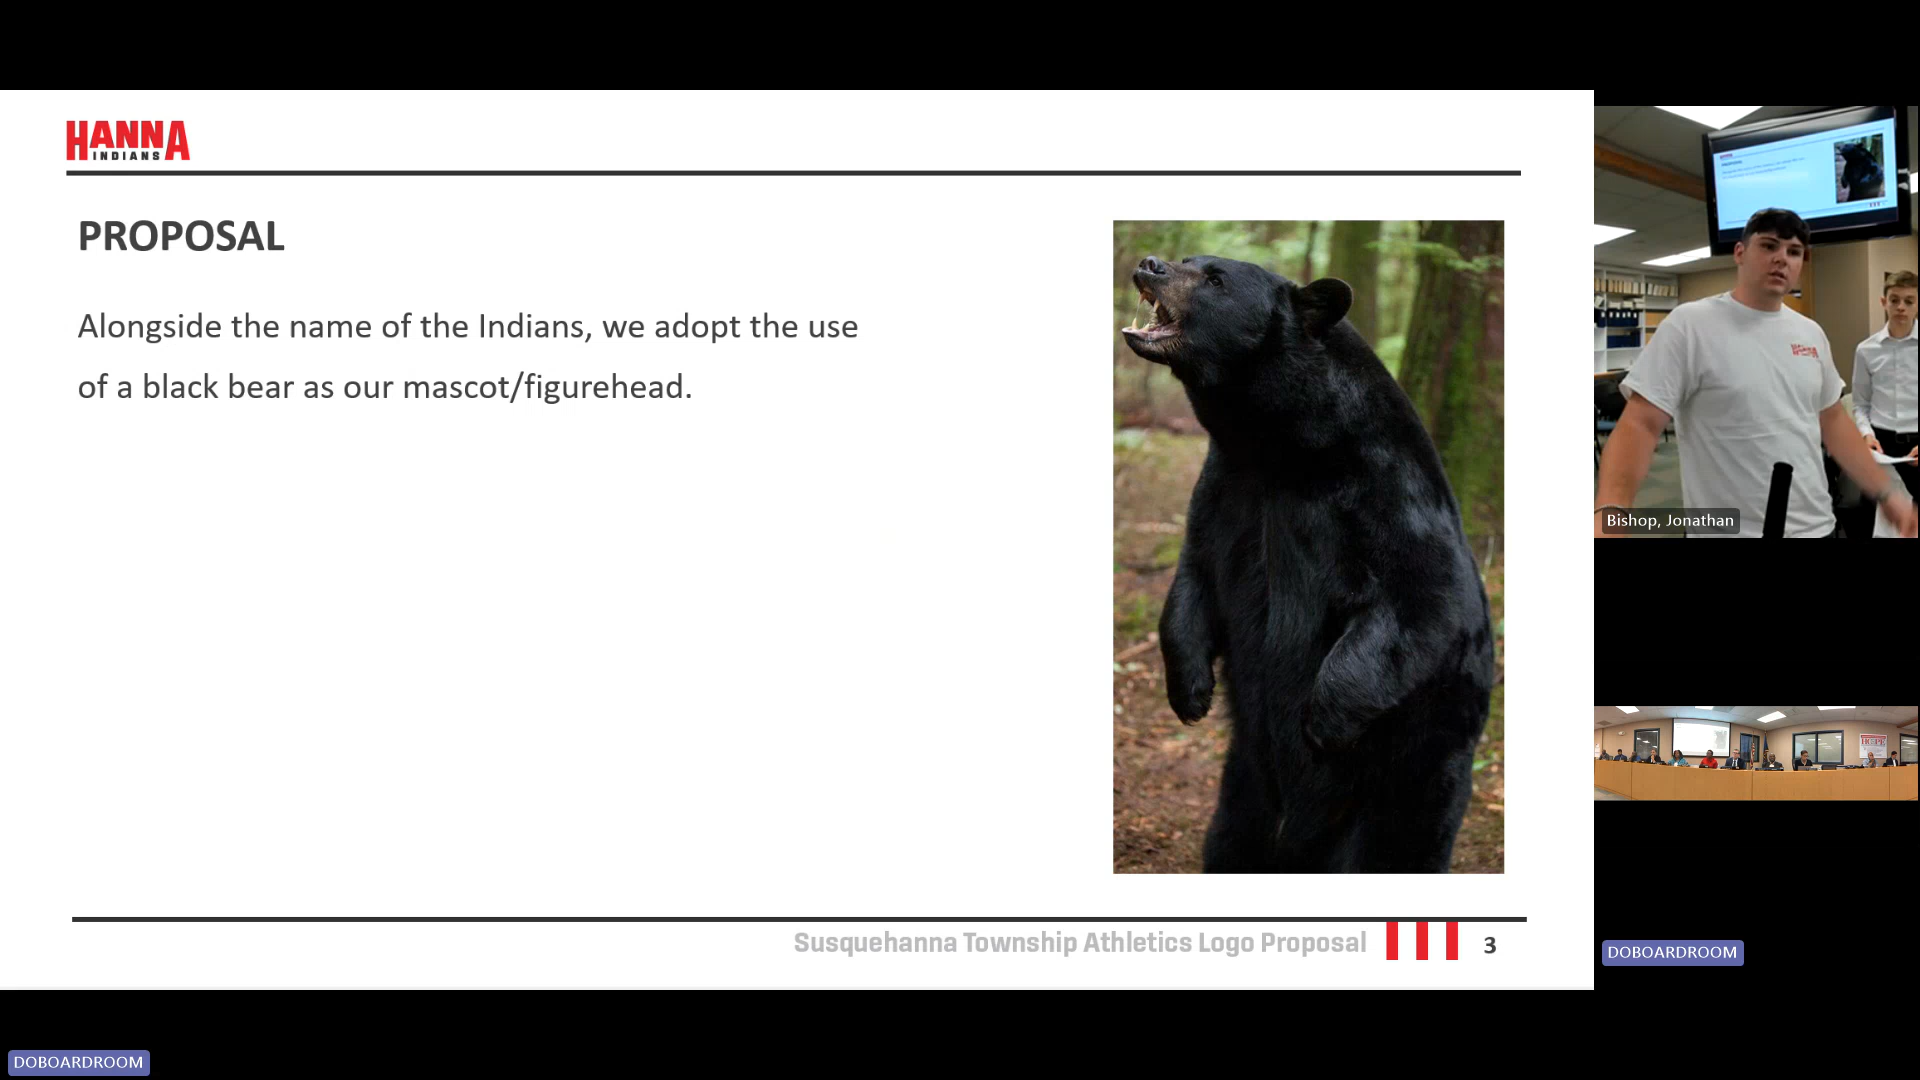 HANNA
INDIANS
PROPOSAL
Alongside the name of the Indians, we adopt the use
of a black bear as our mascot/figurehead.
Susquehanna Township Athletics Logo Proposal
3
Bishop, Jonathan
DOBOARDROOM
DOBOARDROOM